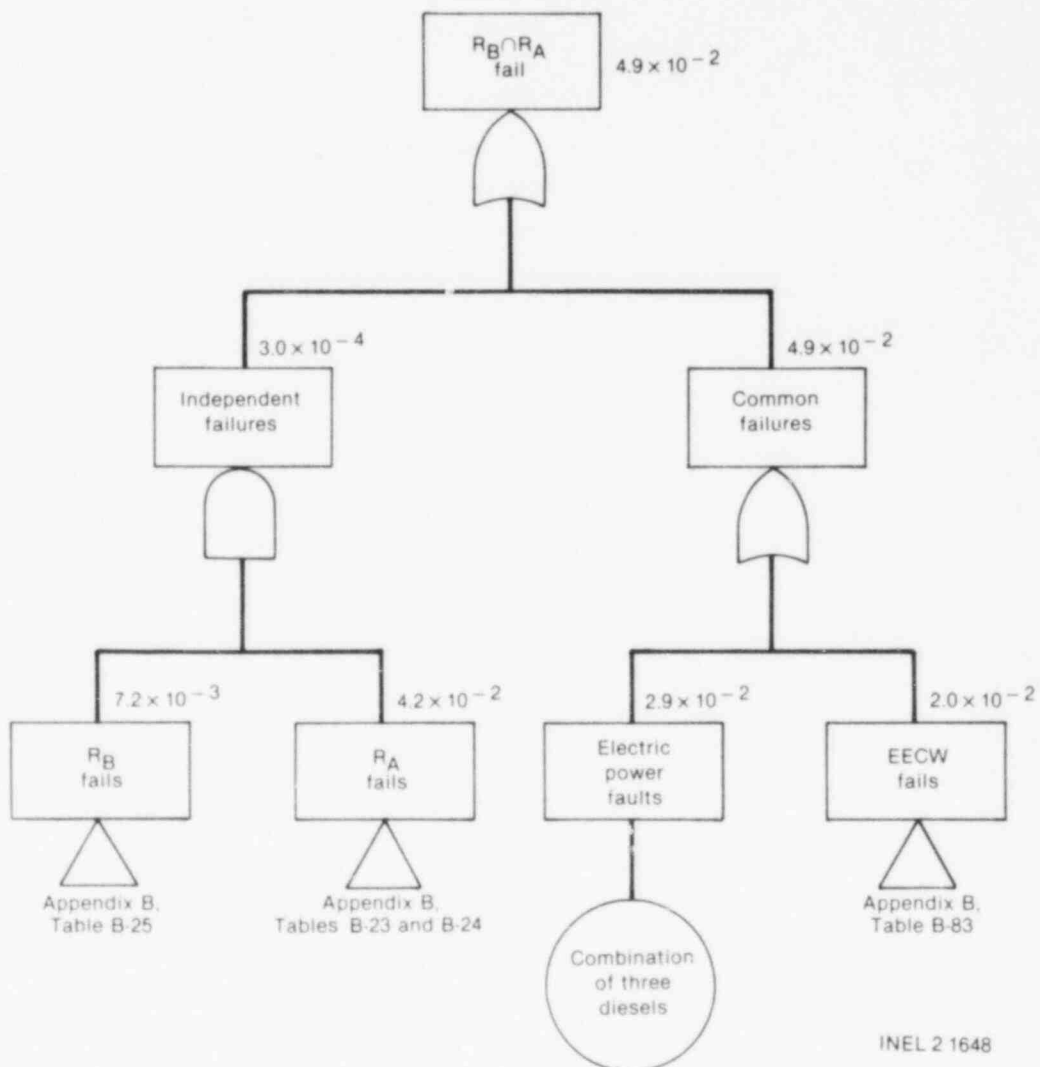 R_B∩R_A
fail
4.9 × 10⁻²
3.0 × 10⁻⁴
4.9 × 10⁻²
Independent
failures
Common
failures
7.2 × 10⁻³
4.2 × 10⁻²
2.9 × 10⁻²
2.0 × 10⁻²
R_B
fails
R_A
fails
Electric
power
faults
EECW
fails
Appendix B,
Table B-25
Appendix B,
Tables B-23 and B-24
Appendix B,
Table B-83
Combination
of three
diesels
INEL 2 1648